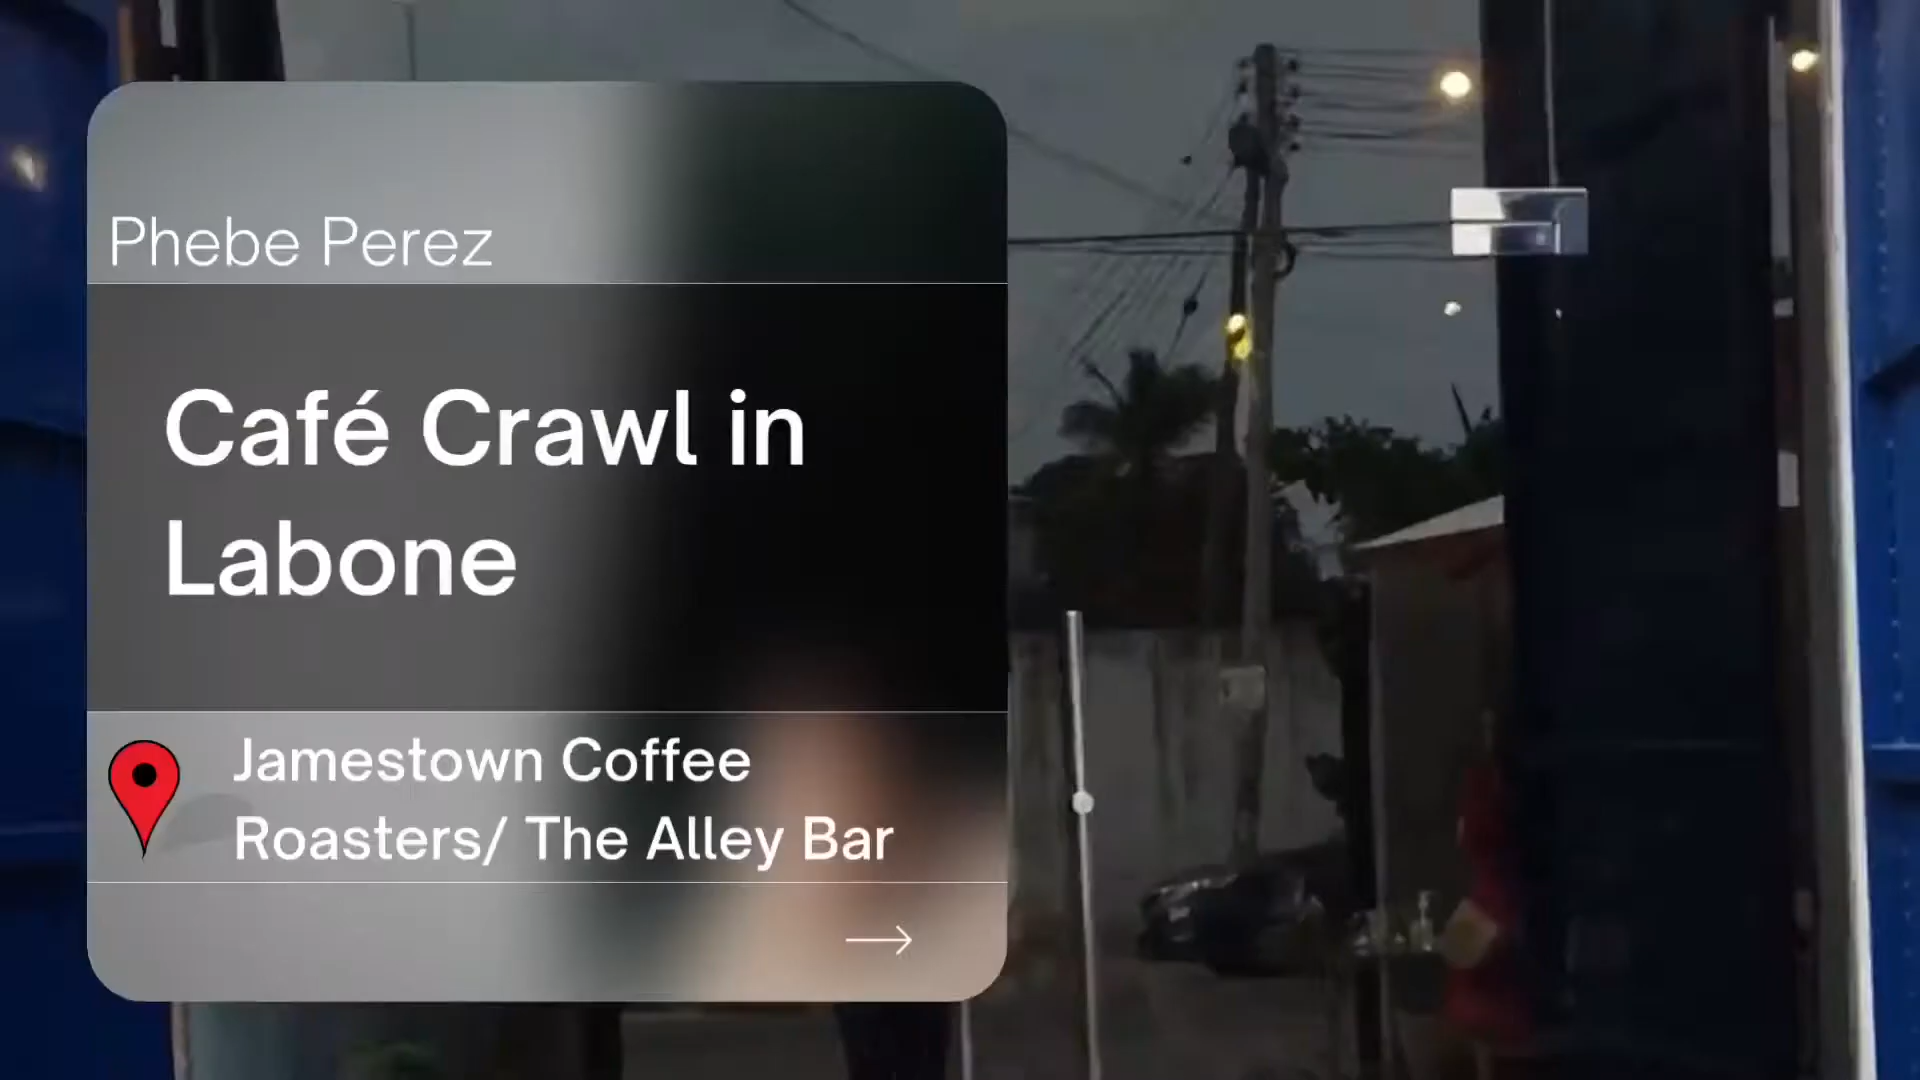 Phebe Perez
Café Crawl in
Labone
Jamestown Coffee
Roasters/ The Alley Bar